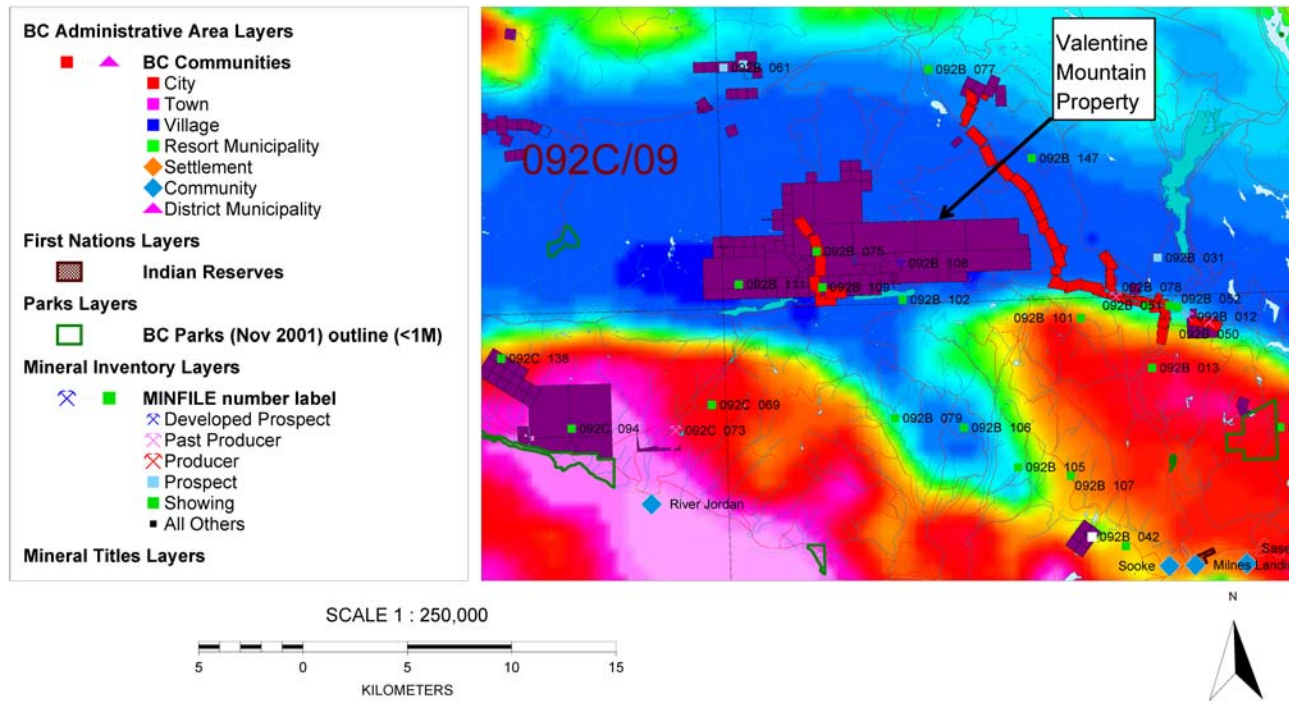 BC Administrative Area Layers
BC Communities
City
Town
Village
Resort Municipality
Settlement
Community
District Municipality
First Nations Layers
Indian Reserves
Parks Layers
BC Parks (Nov 2001) outline (<1M)
Mineral Inventory Layers
MINFILE number label
Developed Prospect
Past Producer
Producer
Prospect
Showing
All Others
Mineral Titles Layers
Valentine
Mountain
Property
092B 061
092B 077
092C/09
092B 147
092B 075
092B 108
092B 031
092B 109
092B 102
092B 078
092B 052
092B 012
092B 101
092B 050
092C 138
092B 013
092C 069
092C 094
092C 073
092B 079
092B 106
092B 105
092B 107
River Jordan
092B 042
Sooke
Milnes Landin
Sase
SCALE 1 : 250,000
5 0 5 10 15
KILOMETERS
N